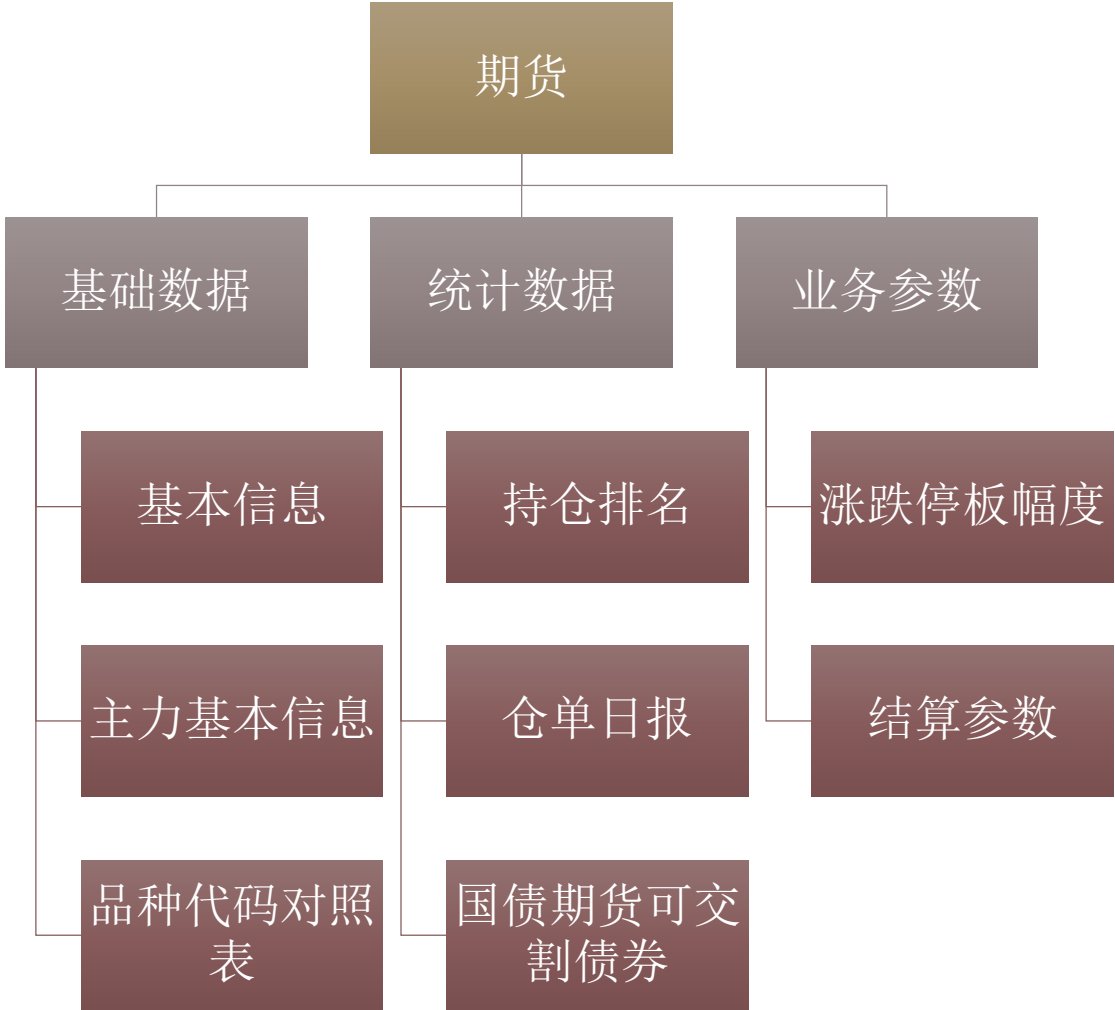 期货
基础数据
统计数据
业务参数
基本信息
持仓排名
涨跌停板幅度
主力基本信息
仓单日报
结算参数
品种代码对照
表
国债期货可交
割债券